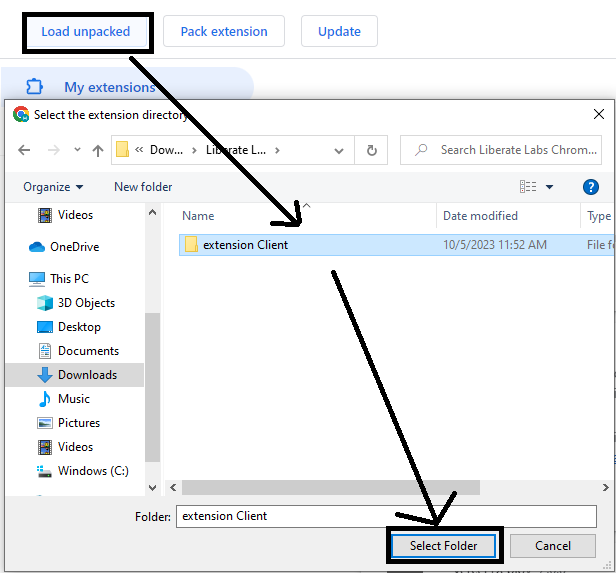 Load unpacked Pack extension Update
My extensions
Select the extension directory
« Dow... Liberate L... Search Liberate Labs Chrom...
Organize New folder
Name Date modified Type
extension Client 10/5/2023 11:52 AM File fo
Videos
OneDrive
This PC
3D Objects
Desktop
Documents
Downloads
Music
Pictures
Videos
Windows (C:)
Folder: extension Client
Select Folder Cancel